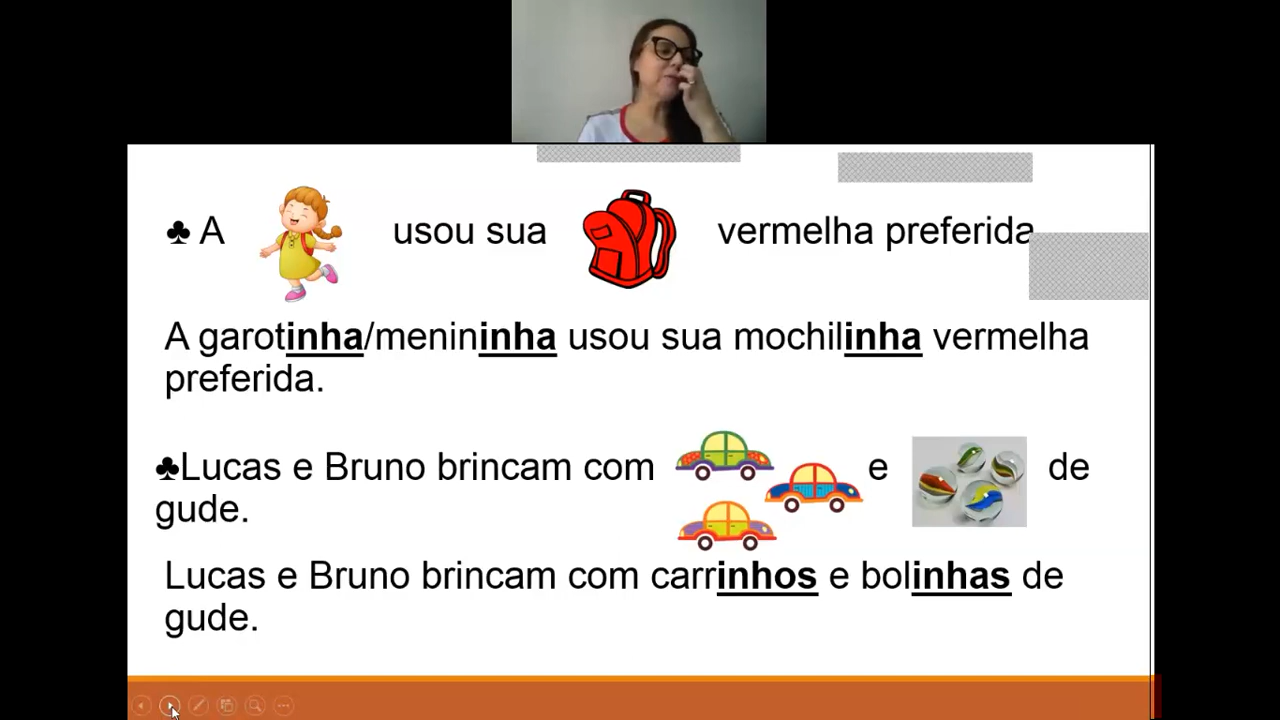 ♣ A usou sua vermelha preferida
A garotinha/menininha usou sua mochilinha vermelha
preferida.
♣Lucas e Bruno brincam com e de
gude.
Lucas e Bruno brincam com carrinhos e bolinhas de
gude.